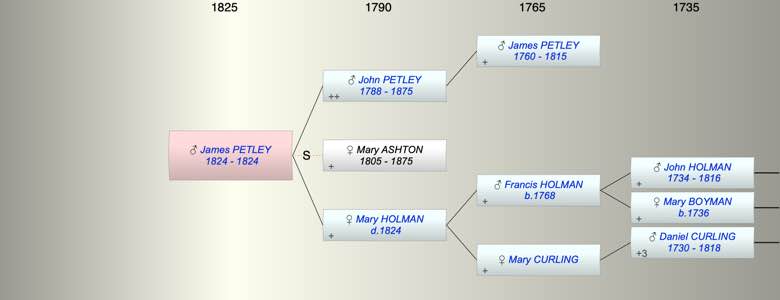 1825 1790 1765 1735
♂ James PETLEY
1760 - 1815
+
♂ John PETLEY
1788 - 1875
++
♂ James PETLEY
1824 - 1824
S
♀ Mary ASHTON
1805 - 1875
+
♀ Mary HOLMAN
d.1824
+
♂ Francis HOLMAN
b.1768
+
♀ Mary CURLING
+
♂ John HOLMAN
1734 - 1816
+
♀ Mary BOYMAN
b.1736
+
♂ Daniel CURLING
1730 - 1818
+3